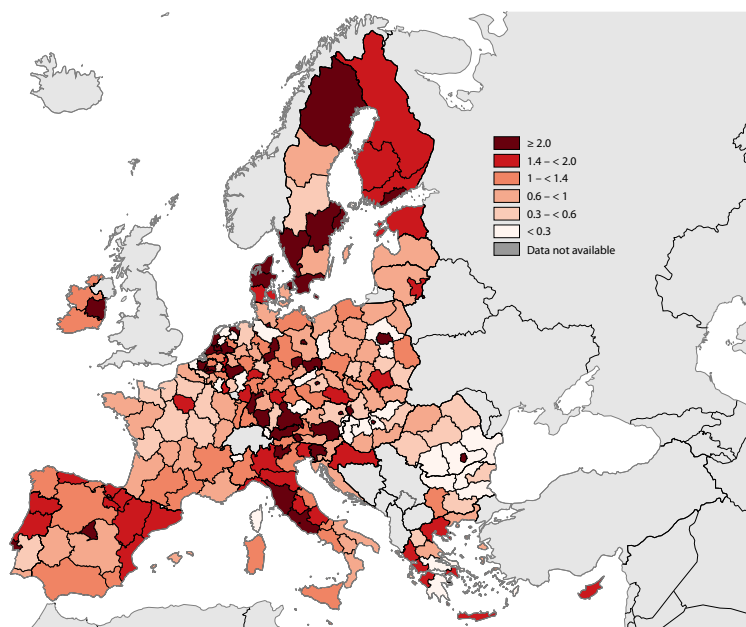 ≥ 2.0
1.4 – < 2.0
1 – < 1.4
0.6 – < 1
0.3 – < 0.6
< 0.3
Data not available